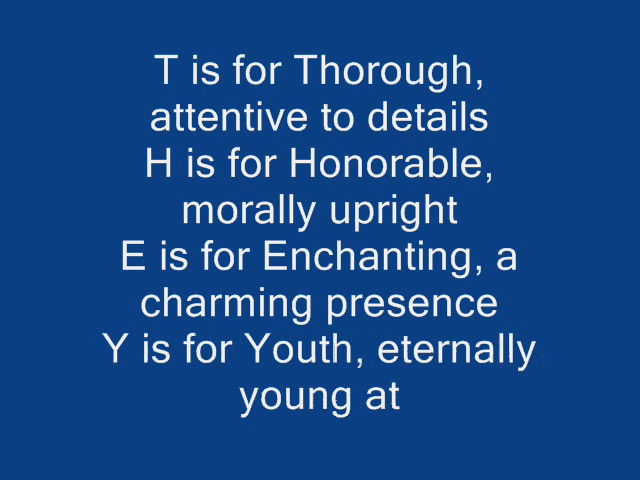 T is for Thorough,
attentive to details
H is for Honorable,
morally upright
E is for Enchanting, a
charming presence
Y is for Youth, eternally
young at